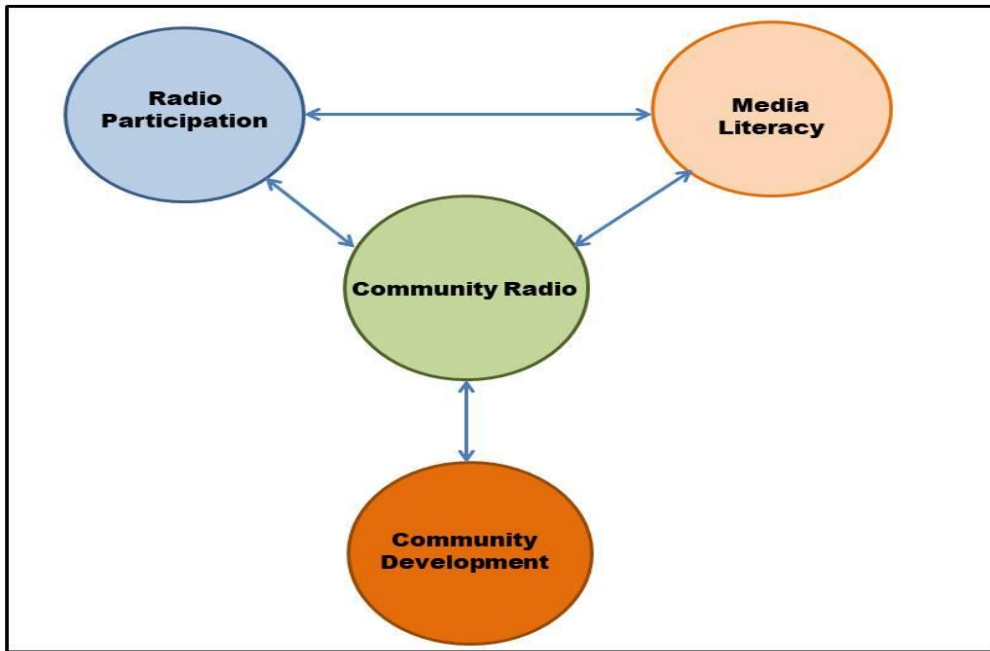 Radio
Participation
Media
Literacy
Community Radio
Community
Development